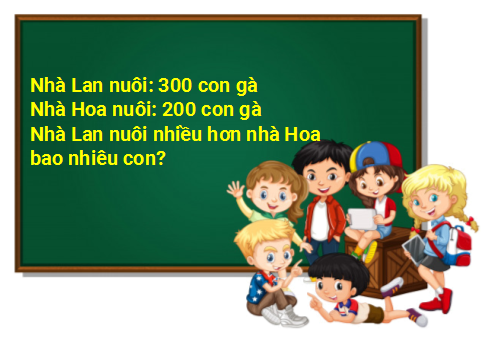 Nhà Lan nuôi: 300 con gà
Nhà Hoa nuôi: 200 con gà
Nhà Lan nuôi nhiều hơn nhà Hoa
bao nhiêu con?